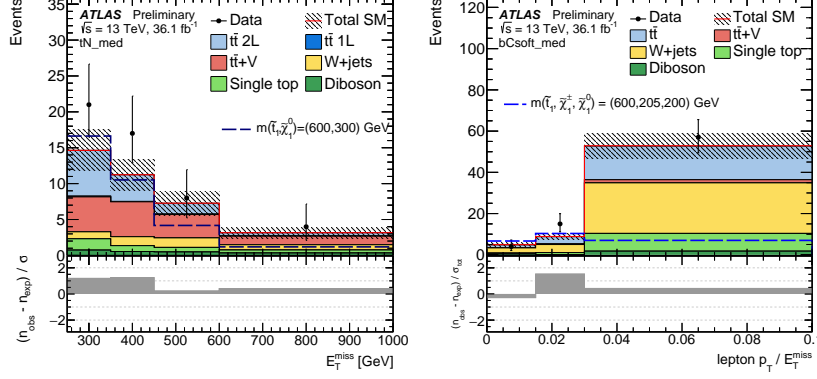 Events
ATLAS Preliminary
√s = 13 TeV, 36.1 fb⁻¹
tN_med
Data
Total SM
tt̄ 2L
tt̄ 1L
tt̄+V
W+jets
Single top
Diboson
m(t̃₁,χ̃₁⁰)=(600,300) GeV
35
30
25
20
15
10
5
0
(n_obs - n_exp) / σ
2
0
−2
300 400 500 600 700 800 900 1000
E_T^miss [GeV]
Events
ATLAS Preliminary
√s = 13 TeV, 36.1 fb⁻¹
bCsoft_med
Data
Total SM
tt̄
tt̄+V
W+jets
Single top
Diboson
m(t̃₁, χ̃₁^±, χ̃₁⁰) = (600,205,200) GeV
120
100
80
60
40
20
0
(n_obs - n_exp) / σ_tot
2
0
−2
0 0.02 0.04 0.06 0.08 0.1
lepton p_T / E_T^miss